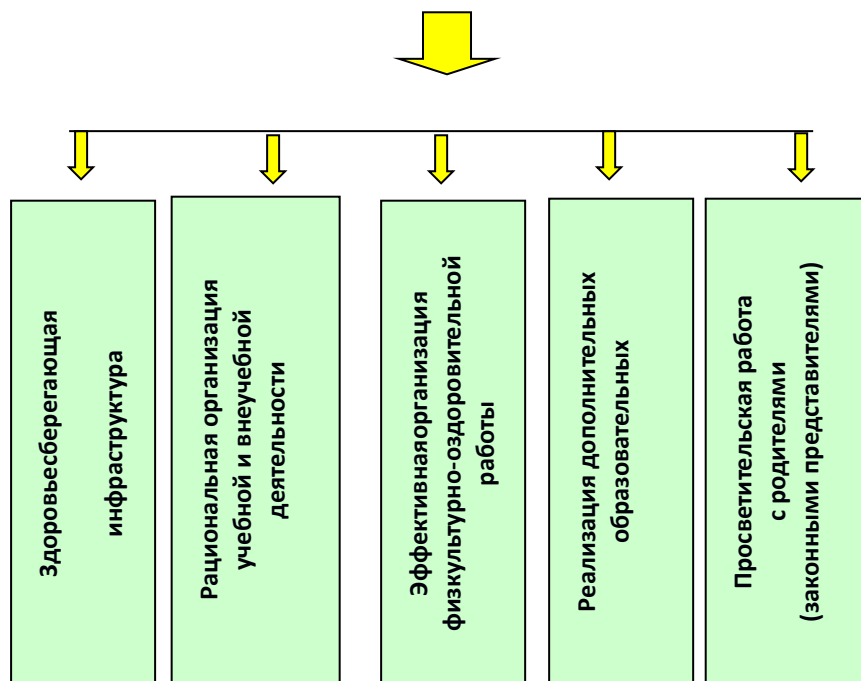 Здоровьесберегающая
инфраструктура
Рациональная организация
учебной и внеучебной
деятельности
Эффективнаяорганизация
физкультурно-оздоровительной
работы
Реализация дополнительных
образовательных
Просветительская работа
с родителями
(законными представителями)